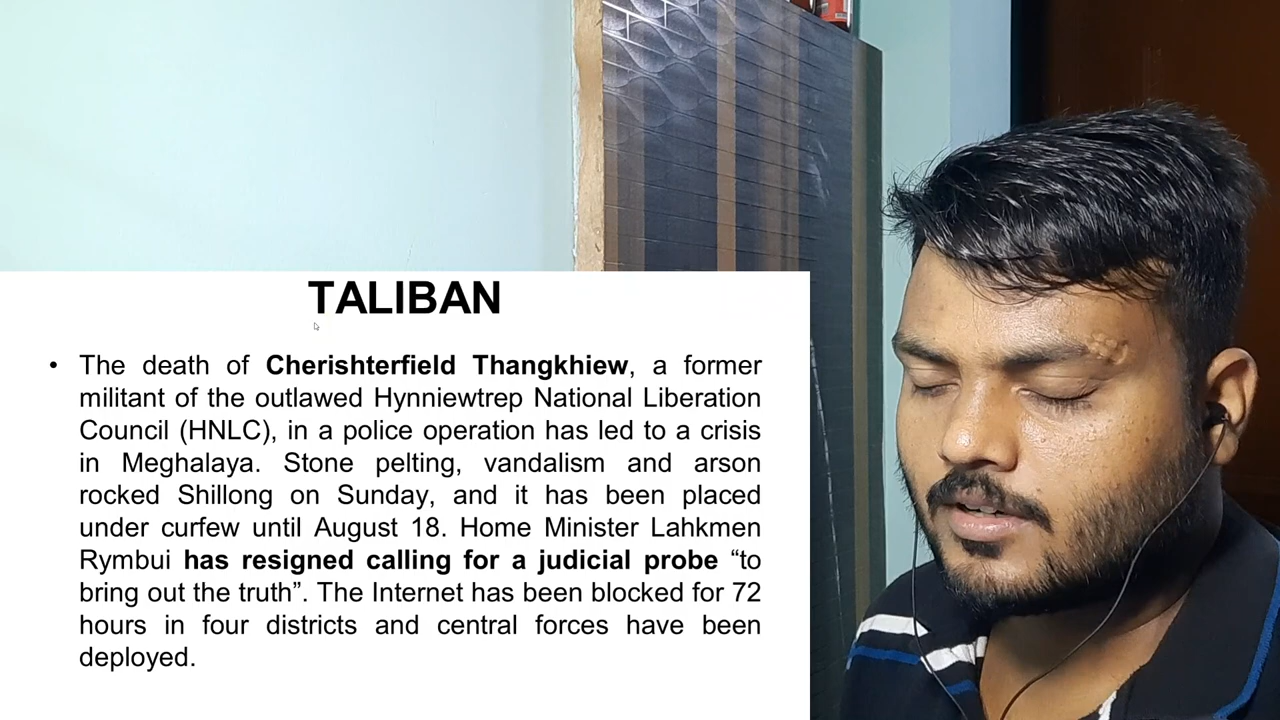 TALIBAN
• The death of Cherishterfield Thangkhiew, a former
militant of the outlawed Hynniewtrep National Liberation
Council (HNLC), in a police operation has led to a crisis
in Meghalaya. Stone pelting, vandalism and arson
rocked Shillong on Sunday, and it has been placed
under curfew until August 18. Home Minister Lahkmen
Rymbui has resigned calling for a judicial probe “to
bring out the truth”. The Internet has been blocked for 72
hours in four districts and central forces have been
deployed.